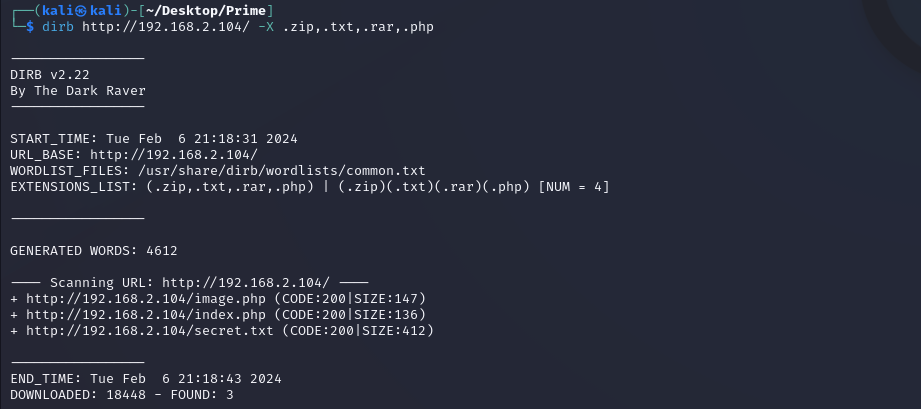 ┌──(kali㉿kali)-[~/Desktop/Prime]
└─$ dirb http://192.168.2.104/ -X .zip,.txt,.rar,.php
-----------------
DIRB v2.22
By The Dark Raver
-----------------
START_TIME: Tue Feb  6 21:18:31 2024
URL_BASE: http://192.168.2.104/
WORDLIST_FILES: /usr/share/dirb/wordlists/common.txt
EXTENSIONS_LIST: (.zip,.txt,.rar,.php) | (.zip)(.txt)(.rar)(.php) [NUM = 4]
-----------------
GENERATED WORDS: 4612
---- Scanning URL: http://192.168.2.104/ ----
+ http://192.168.2.104/image.php (CODE:200|SIZE:147)
+ http://192.168.2.104/index.php (CODE:200|SIZE:136)
+ http://192.168.2.104/secret.txt (CODE:200|SIZE:412)
-----------------
END_TIME: Tue Feb  6 21:18:43 2024
DOWNLOADED: 18448 - FOUND: 3